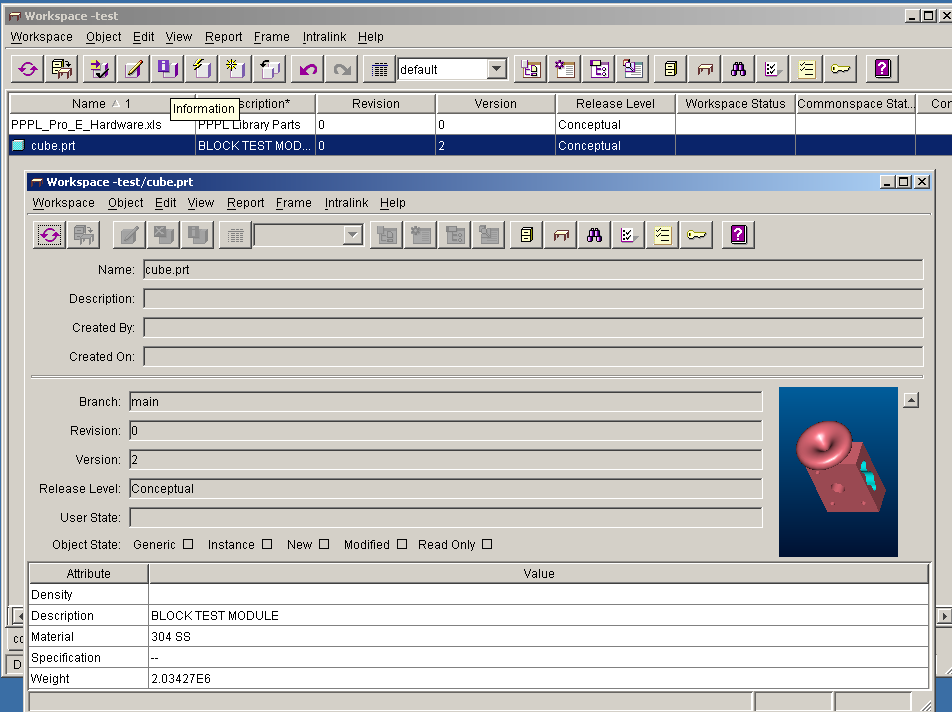 Workspace -test
Workspace Object Edit View Report Frame Intralink Help
default
Name 1 scription* Revision Version Release Level Workspace Status Commonspace Stat... Cor
Information
PPPL_Pro_E_Hardware.xls PPPL Library Parts 0 0 Conceptual
cube.prt BLOCK TEST MOD... 0 2 Conceptual
Workspace -test/cube.prt
Workspace Object Edit View Report Frame Intralink Help
Name: cube.prt
Description:
Created By:
Created On:
Branch: main
Revision: 0
Version: 2
Release Level: Conceptual
User State:
Object State: Generic Instance New Modified Read Only
Attribute Value
Density
Description BLOCK TEST MODULE
Material 304 SS
Specification --
Weight 2.03427E6
co
D